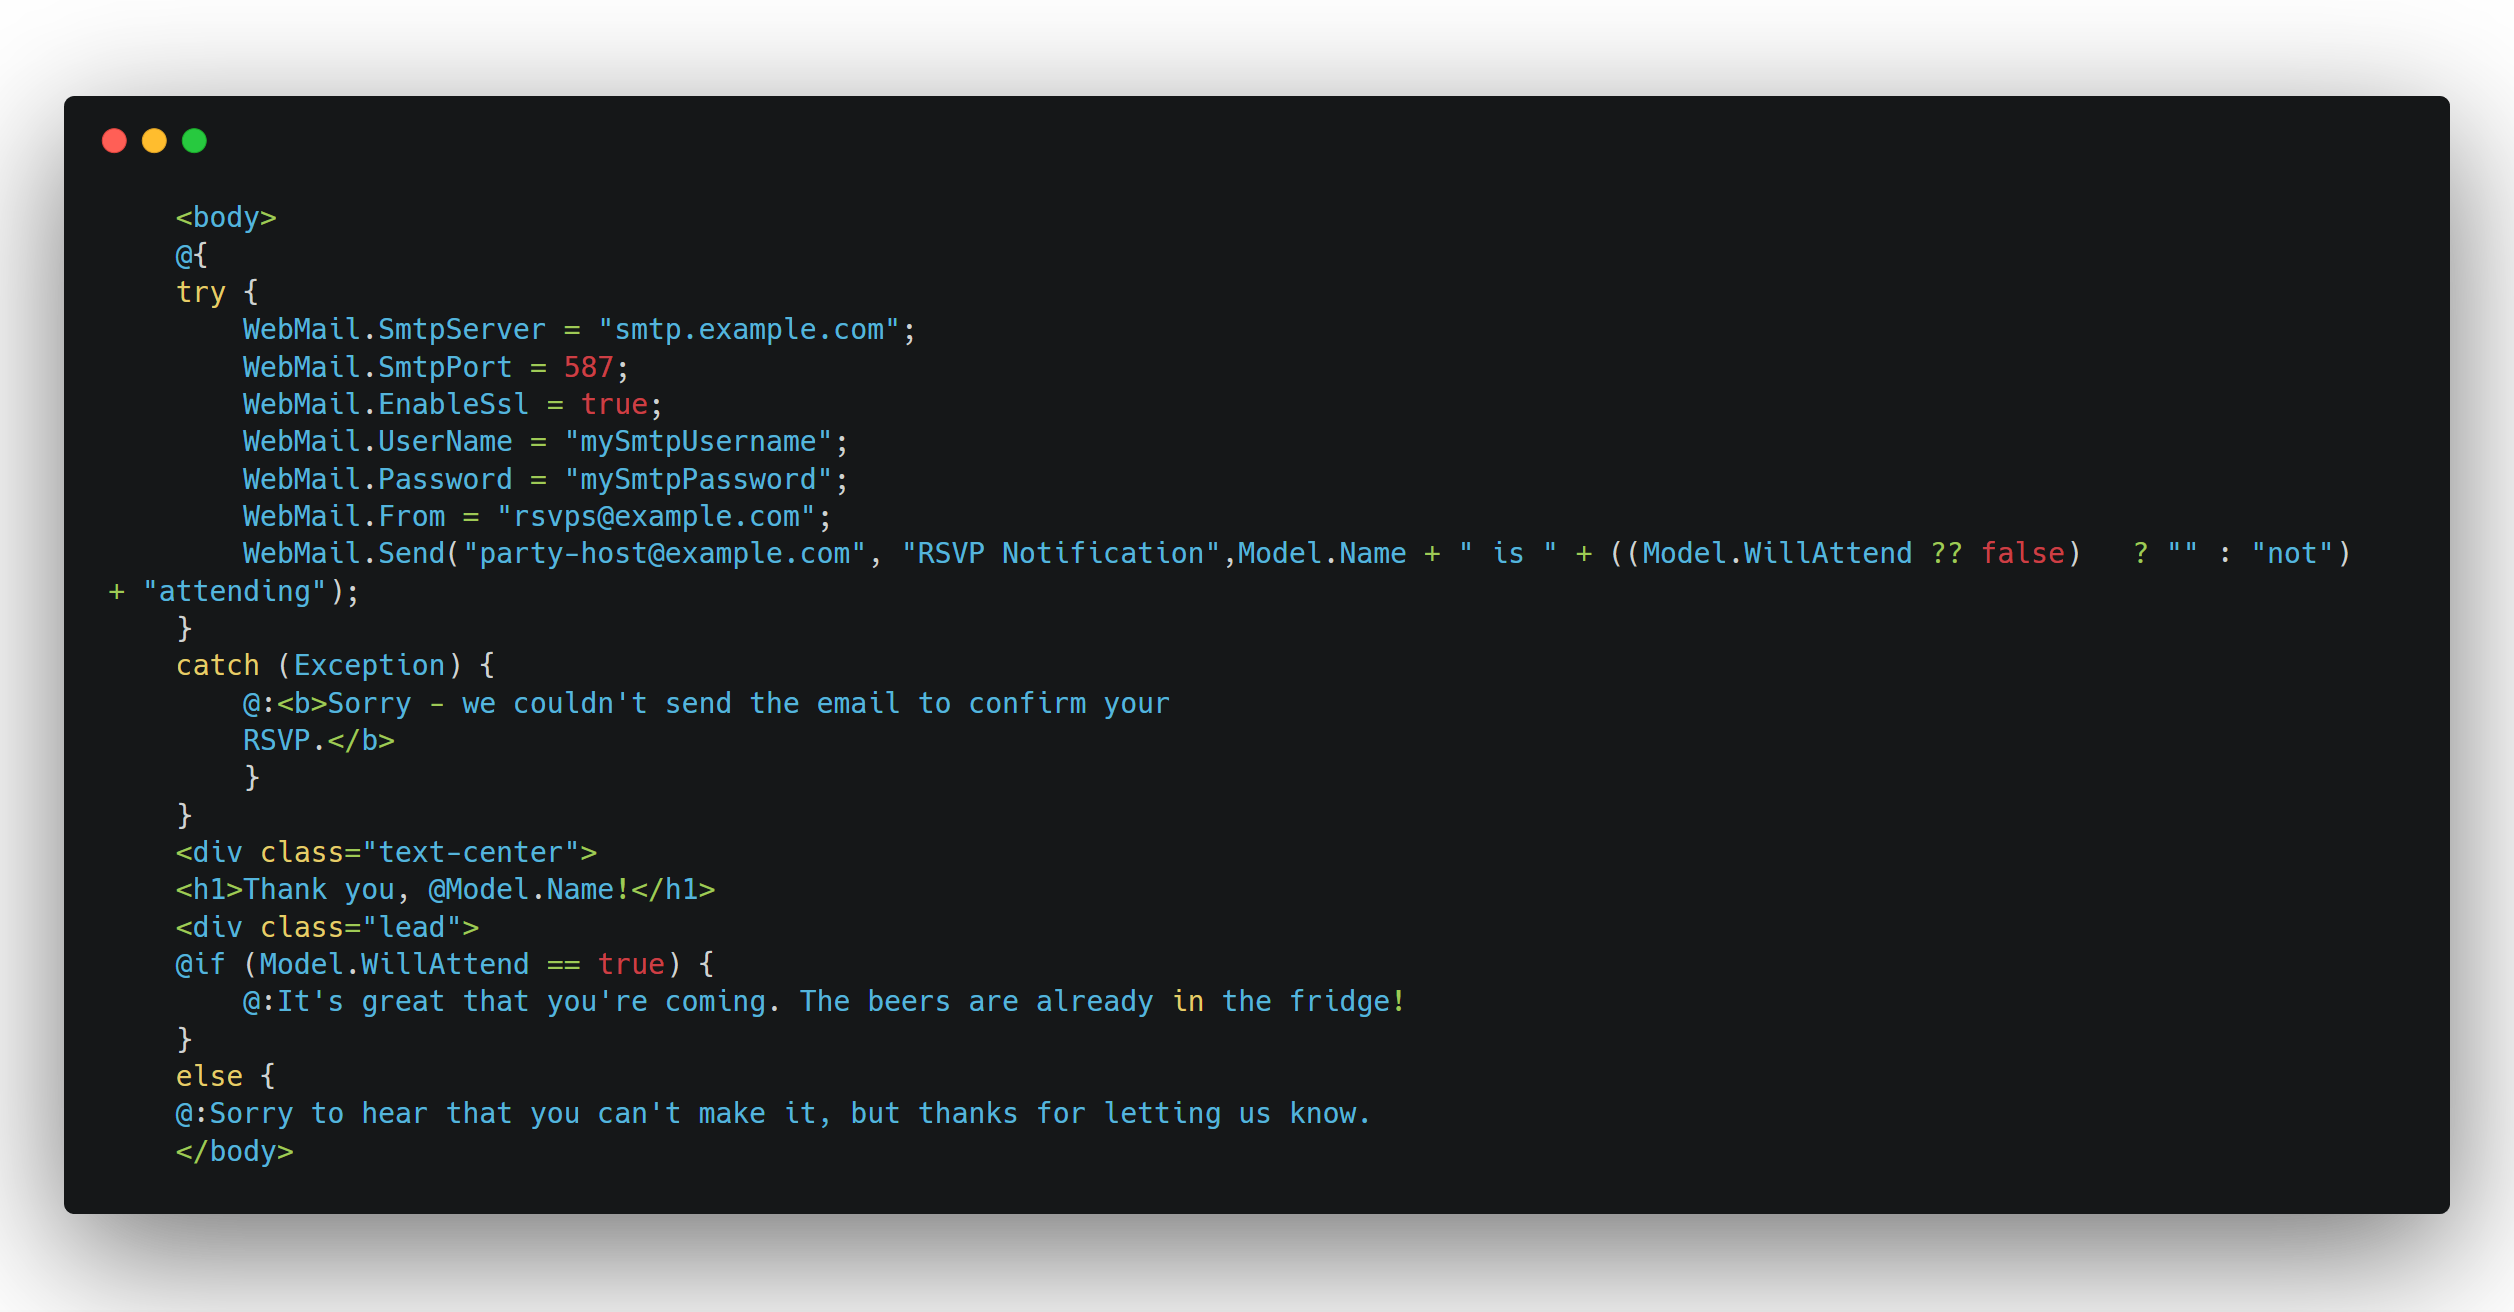 <body>
@{
try {
WebMail.SmtpServer = "smtp.example.com";
WebMail.SmtpPort = 587;
WebMail.EnableSsl = true;
WebMail.UserName = "mySmtpUsername";
WebMail.Password = "mySmtpPassword";
WebMail.From = "rsvps@example.com";
WebMail.Send("party-host@example.com", "RSVP Notification",Model.Name + " is " + ((Model.WillAttend ?? false)   ? "" : "not")
+ "attending");
}
catch (Exception) {
@:<b>Sorry - we couldn't send the email to confirm your
RSVP.</b>
}
}
<div class="text-center">
<h1>Thank you, @Model.Name!</h1>
<div class="lead">
@if (Model.WillAttend == true) {
@:It's great that you're coming. The beers are already in the fridge!
}
else {
@:Sorry to hear that you can't make it, but thanks for letting us know.
</body>